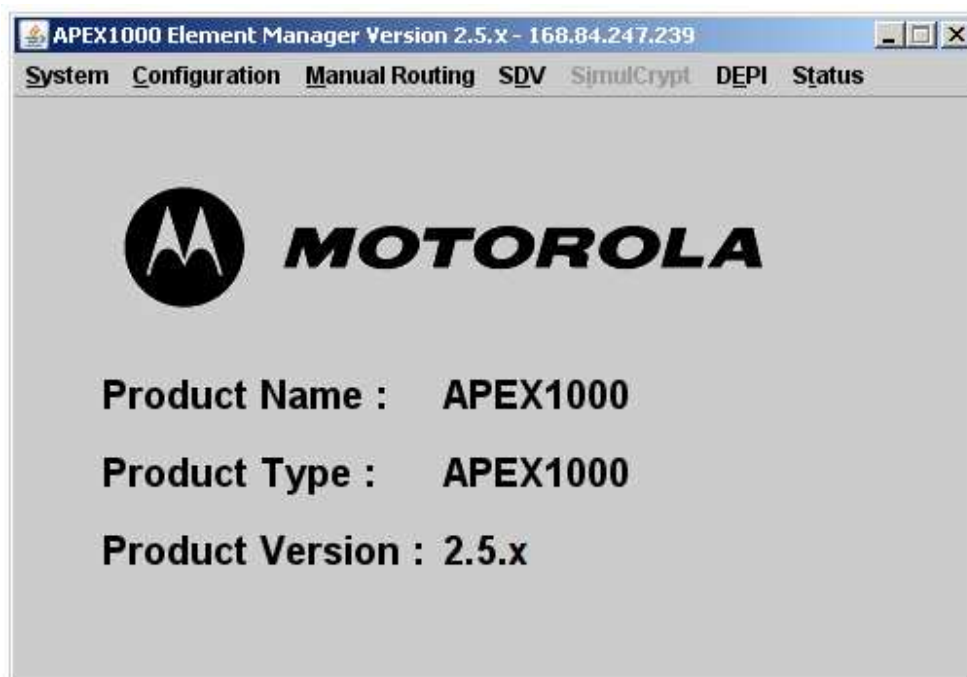 APEX1000 Element Manager Version 2.5.x - 168.84.247.239
System Configuration Manual Routing SDV SimulCrypt DEPI Status
MOTOROLA
Product Name : APEX1000
Product Type : APEX1000
Product Version : 2.5.x